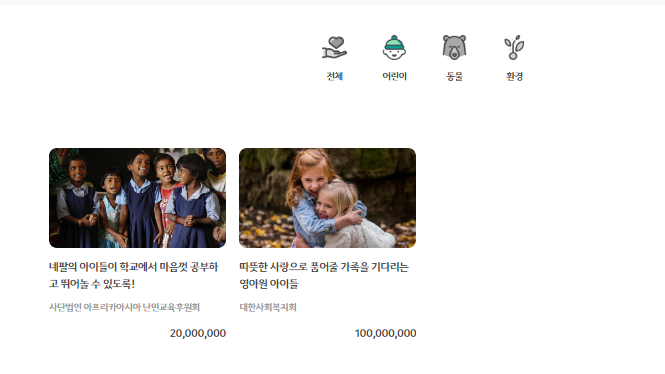 전체
어린이
동물
환경
네팔의 아이들이 학교에서 마음껏 공부하
고 뛰어놀 수 있도록!
사단법인 아프리카아시아 난민교육후원회
20,000,000
따뜻한 사랑으로 품어줄 가족을 기다리는
영아원 아이들
대한사회복지회
100,000,000